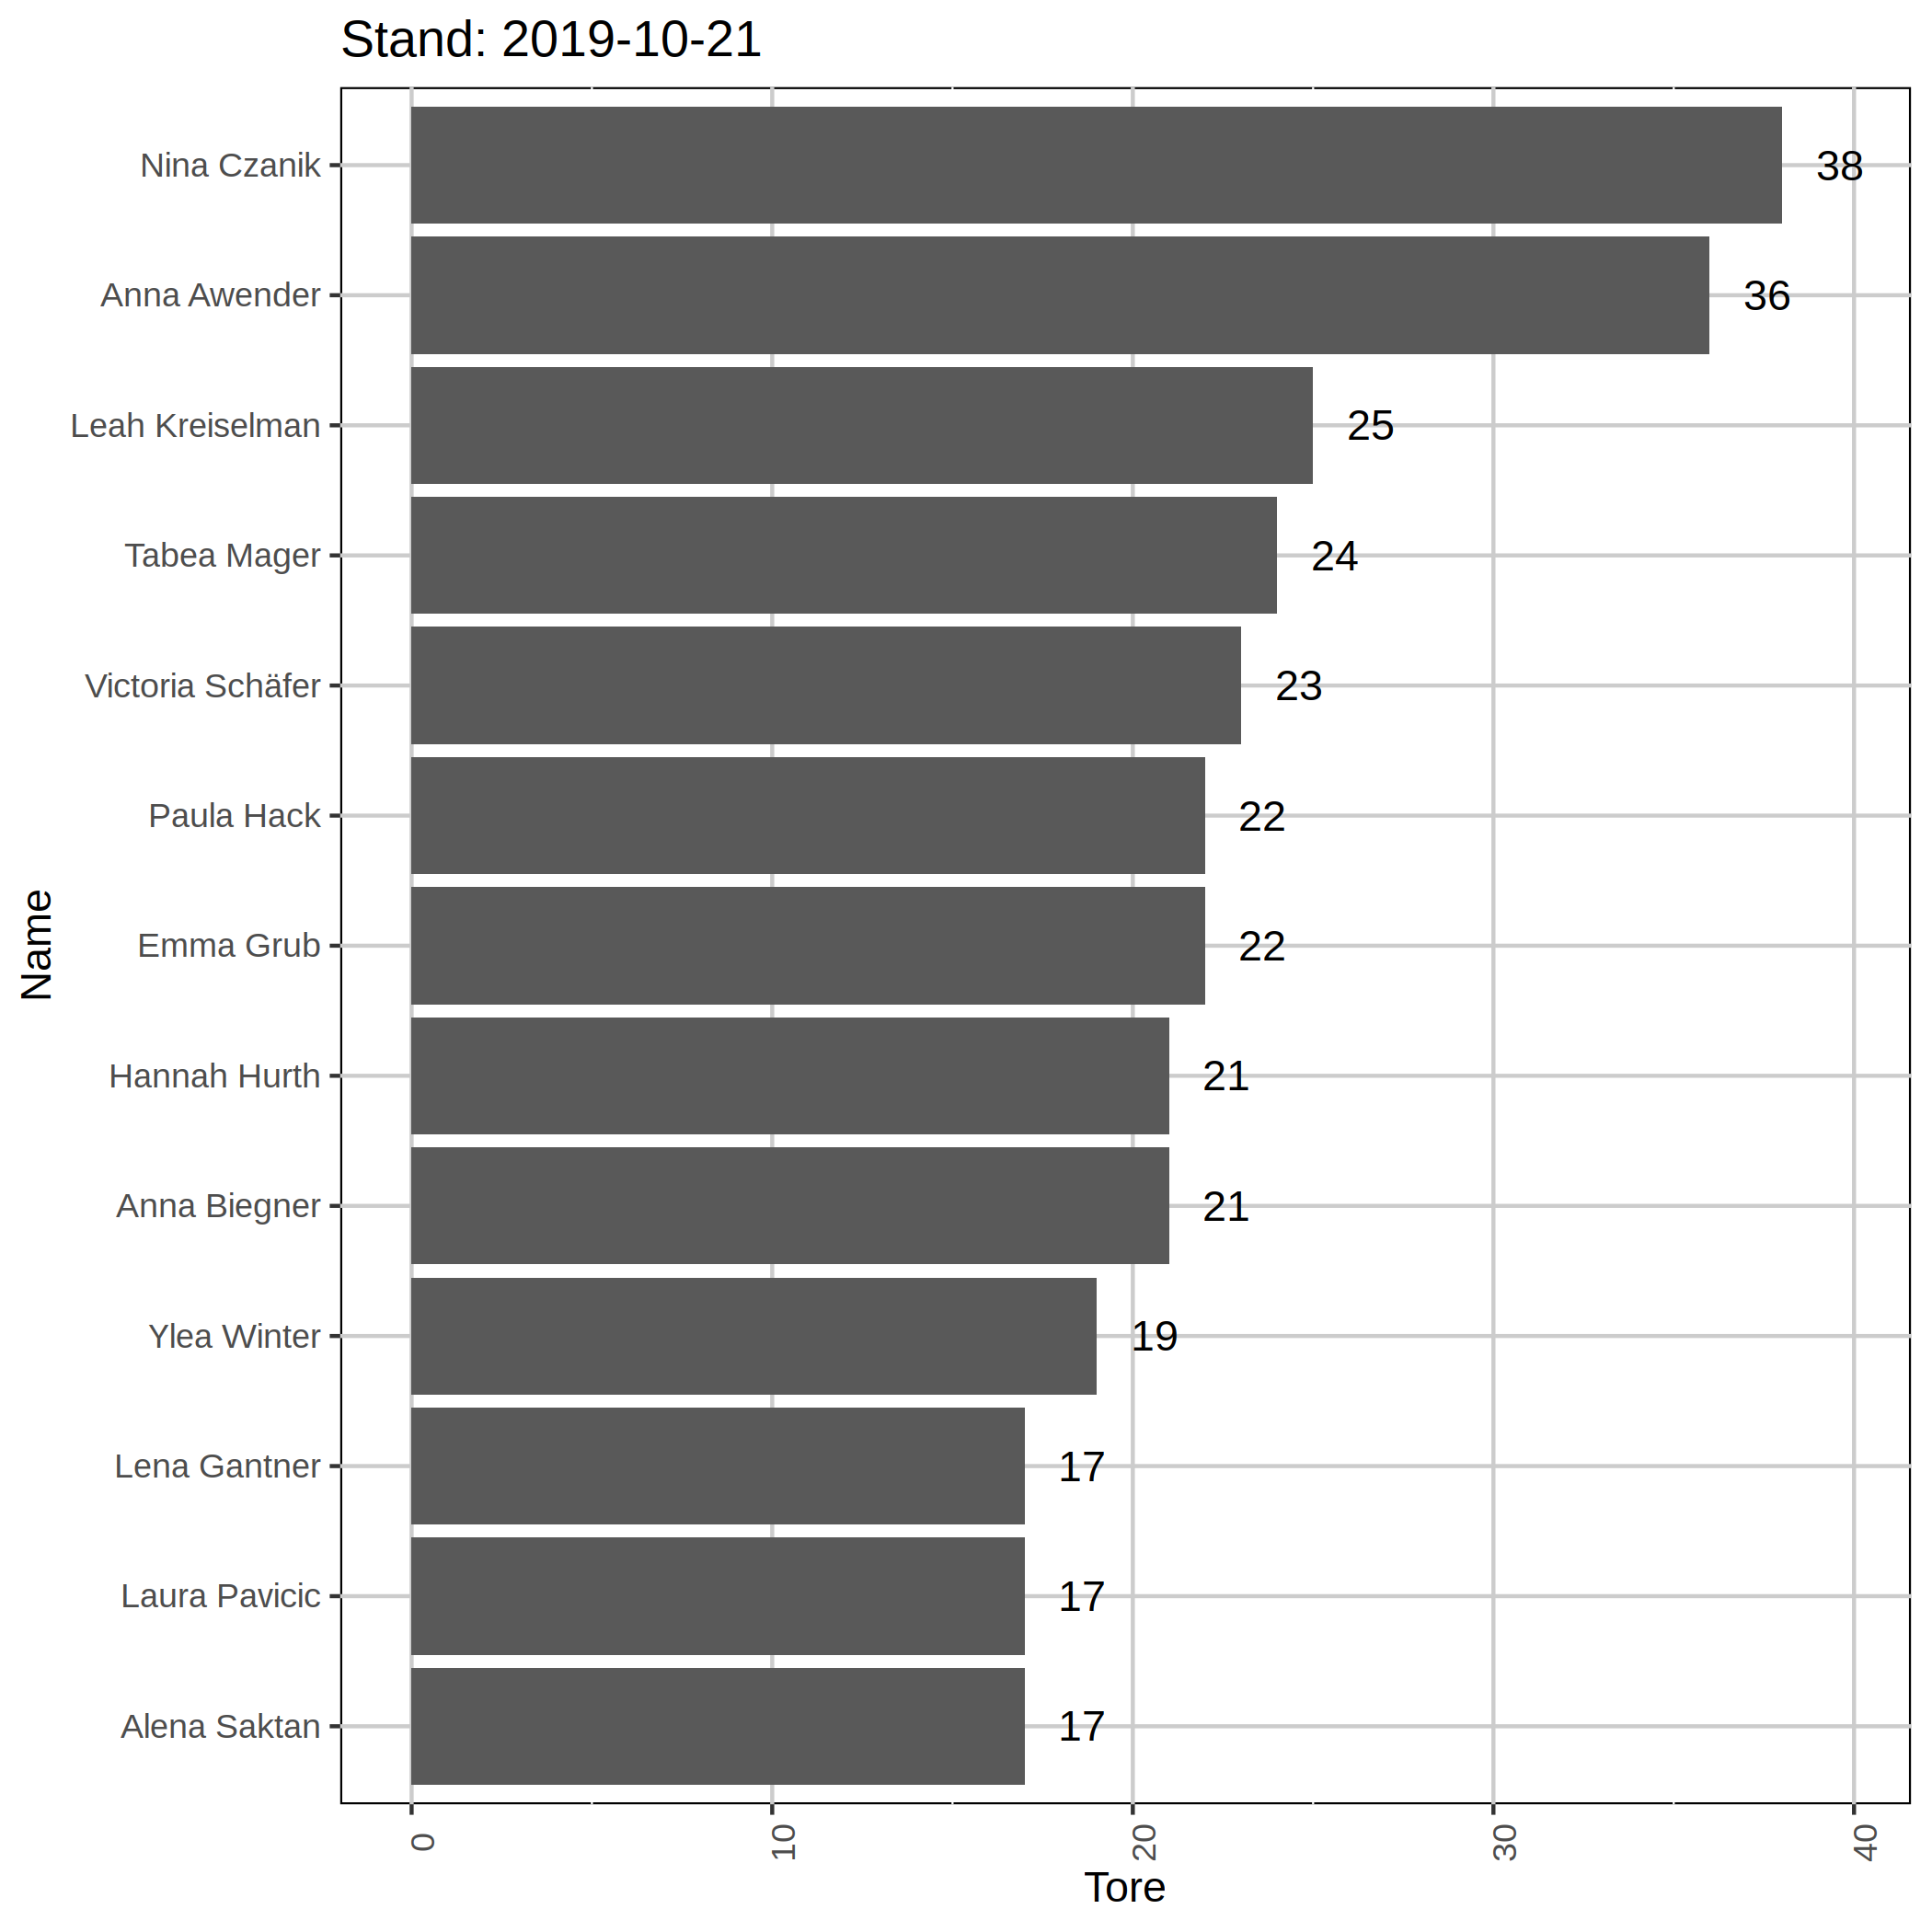 Stand: 2019-10-21
Nina Czanik 38
Anna Awender 36
Leah Kreiselman 25
Tabea Mager 24
Victoria Schäfer 23
Paula Hack 22
Emma Grub 22
Hannah Hurth 21
Anna Biegner 21
Ylea Winter 19
Lena Gantner 17
Laura Pavicic 17
Alena Saktan 17
Name
0 10 20 30 40
Tore